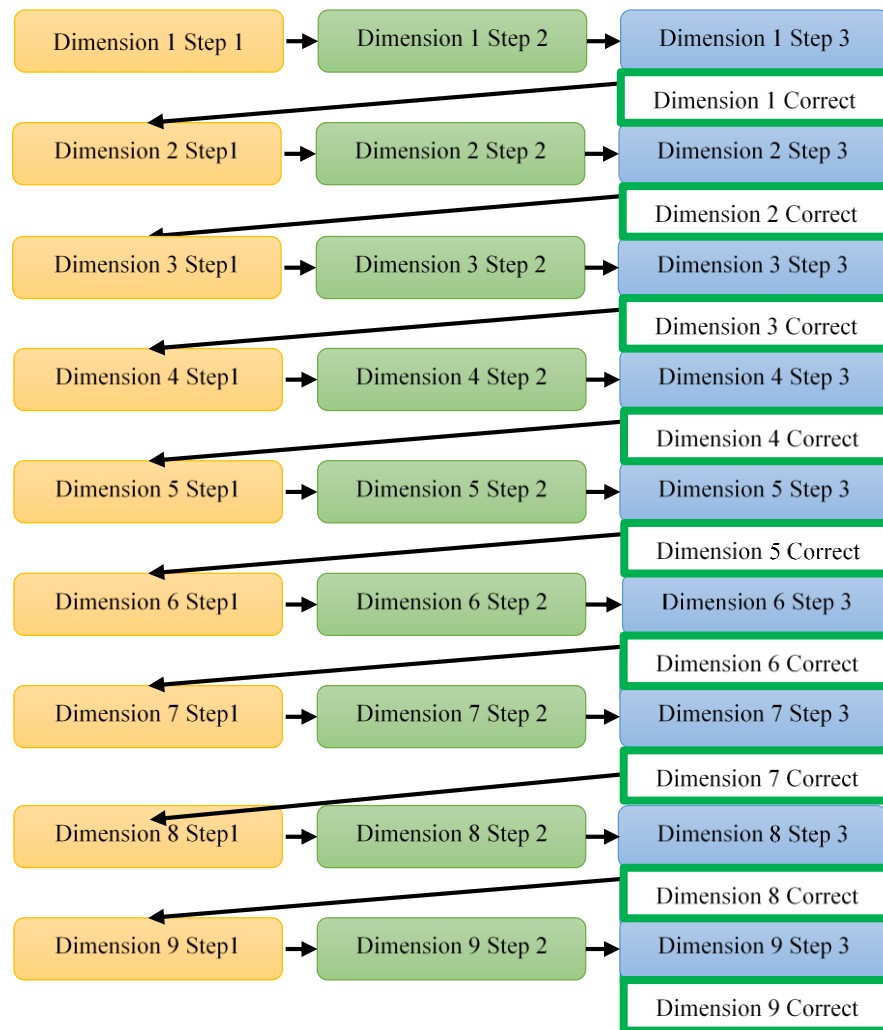 Dimension 1 Step 1
Dimension 1 Step 2
Dimension 1 Step 3
Dimension 1 Correct
Dimension 2 Step1
Dimension 2 Step 2
Dimension 2 Step 3
Dimension 2 Correct
Dimension 3 Step1
Dimension 3 Step 2
Dimension 3 Step 3
Dimension 3 Correct
Dimension 4 Step1
Dimension 4 Step 2
Dimension 4 Step 3
Dimension 4 Correct
Dimension 5 Step1
Dimension 5 Step 2
Dimension 5 Step 3
Dimension 5 Correct
Dimension 6 Step1
Dimension 6 Step 2
Dimension 6 Step 3
Dimension 6 Correct
Dimension 7 Step1
Dimension 7 Step 2
Dimension 7 Step 3
Dimension 7 Correct
Dimension 8 Step1
Dimension 8 Step 2
Dimension 8 Step 3
Dimension 8 Correct
Dimension 9 Step1
Dimension 9 Step 2
Dimension 9 Step 3
Dimension 9 Correct